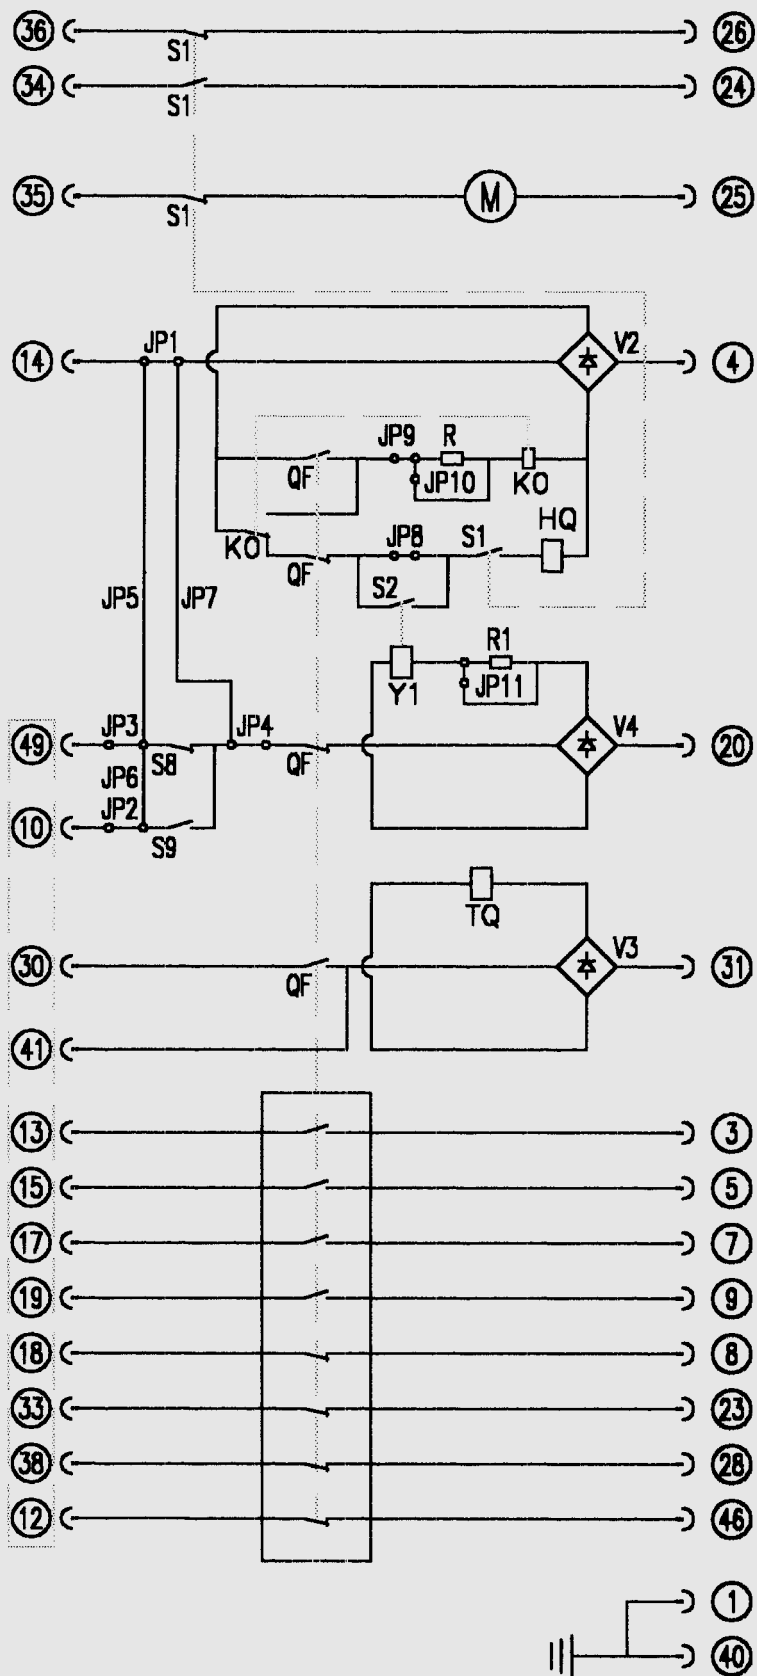 36 S1 26
34 S1 24
35 S1 M 25
14 JP1 V2 4
JP9 R
QF JP10 KO
HQ
KO QF JP8 S1
JP5 JP7 S2
R1
Y1 JP11
49 JP3 S8 JP4 QF V4 20
JP6
10 JP2 S9
TQ
30 QF V3 31
41
13 3
15 5
17 7
19 9
18 8
33 23
38 28
12 46
1
40